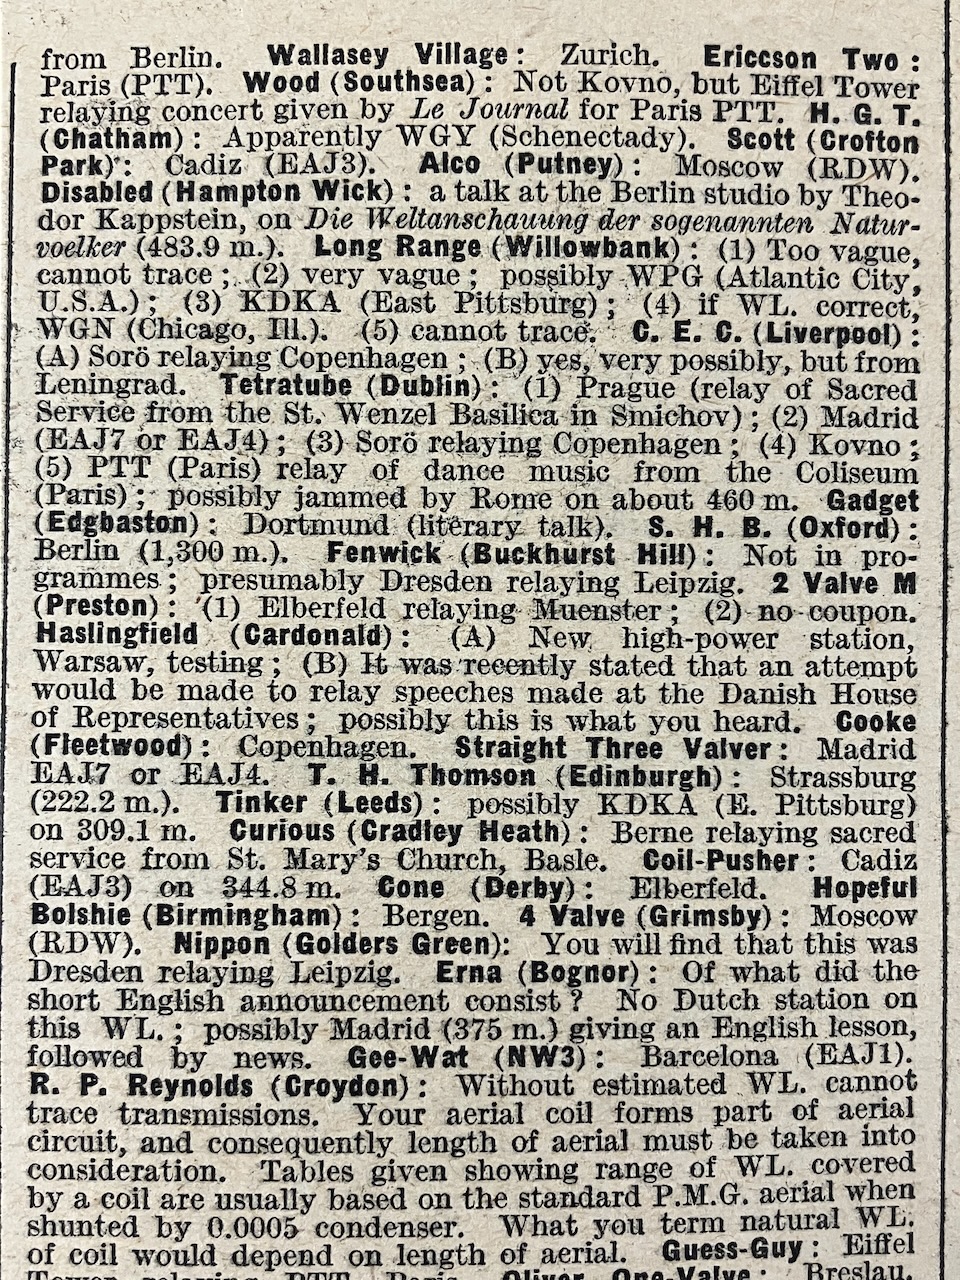 from Berlin. Wallasey Village: Zurich. Ericcson Two:
Paris (PTT). Wood (Southsea): Not Kovno, but Eiffel Tower
relaying concert given by Le Journal for Paris PTT. H. G. T.
(Chatham): Apparently WGY (Schenectady). Scott (Crofton
Park): Cadiz (EAJ3). Alco (Putney): Moscow (RDW).
Disabled (Hampton Wick): a talk at the Berlin studio by Theo-
dor Kappstein, on Die Weltanschauung der sogenannten Natur-
voelker (483.9 m.). Long Range (Willowbank): (1) Too vague,
cannot trace; (2) very vague; possibly WPG (Atlantic City,
U.S.A.); (3) KDKA (East Pittsburg); (4) if WL. correct,
WGN (Chicago, Ill.). (5) cannot trace. C. E. C. (Liverpool):
(A) Sorö relaying Copenhagen; (B) yes, very possibly, but from
Leningrad. Tetratube (Dublin): (1) Prague (relay of Sacred
Service from the St. Wenzel Basilica in Smichov); (2) Madrid
(EAJ7 or EAJ4); (3) Sorö relaying Copenhagen; (4) Kovno;
(5) PTT (Paris) relay of dance music from the Coliseum
(Paris); possibly jammed by Rome on about 460 m. Gadget
(Edgbaston): Dortmund (literary talk). S. H. B. (Oxford):
Berlin (1,300 m.). Fenwick (Buckhurst Hill): Not in pro-
grammes; presumably Dresden relaying Leipzig. 2 Valve M
(Preston): (1) Elberfeld relaying Muenster; (2) no coupon.
Haslingfield (Cardonald): (A) New high-power station,
Warsaw, testing; (B) It was recently stated that an attempt
would be made to relay speeches made at the Danish House
of Representatives; possibly this is what you heard. Cooke
(Fleetwood): Copenhagen. Straight Three Valver: Madrid
EAJ7 or EAJ4. T. H. Thomson (Edinburgh): Strassburg
(222.2 m.). Tinker (Leeds): possibly KDKA (E. Pittsburg)
on 309.1 m. Curious (Cradley Heath): Berne relaying sacred
service from St. Mary's Church, Basle. Coil-Pusher: Cadiz
(EAJ3) on 344.8 m. Cone (Derby): Elberfeld. Hopeful
Bolshie (Birmingham): Bergen. 4 Valve (Grimsby): Moscow
(RDW). Nippon (Golders Green): You will find that this was
Dresden relaying Leipzig. Erna (Bognor): Of what did the
short English announcement consist? No Dutch station on
this WL.; possibly Madrid (375 m.) giving an English lesson,
followed by news. Gee-Wat (NW3): Barcelona (EAJ1).
R. P. Reynolds (Croydon): Without estimated WL. cannot
trace transmissions. Your aerial coil forms part of aerial
circuit, and consequently length of aerial must be taken into
consideration. Tables given showing range of WL. covered
by a coil are usually based on the standard P.M.G. aerial when
shunted by 0.0005 condenser. What you term natural WL.
of coil would depend on length of aerial. Guess-Guy: Eiffel
Tower relaying PTT Paris. Oliver One-Valve: Breslau.